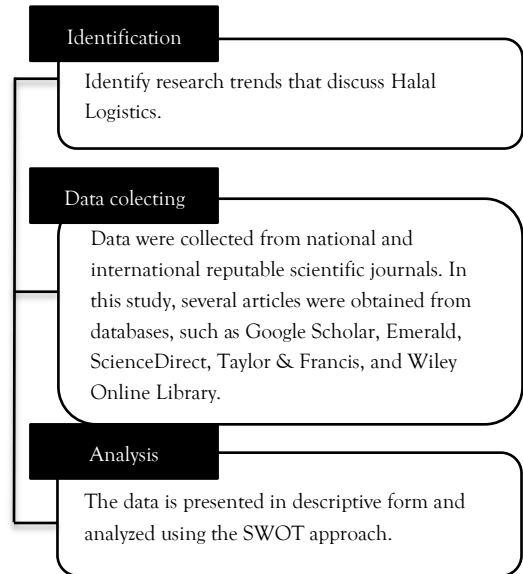 Identification
Identify research trends that discuss Halal
Logistics.
Data colecting
Data were collected from national and
international reputable scientific journals. In
this study, several articles were obtained from
databases, such as Google Scholar, Emerald,
ScienceDirect, Taylor & Francis, and Wiley
Online Library.
Analysis
The data is presented in descriptive form and
analyzed using the SWOT approach.